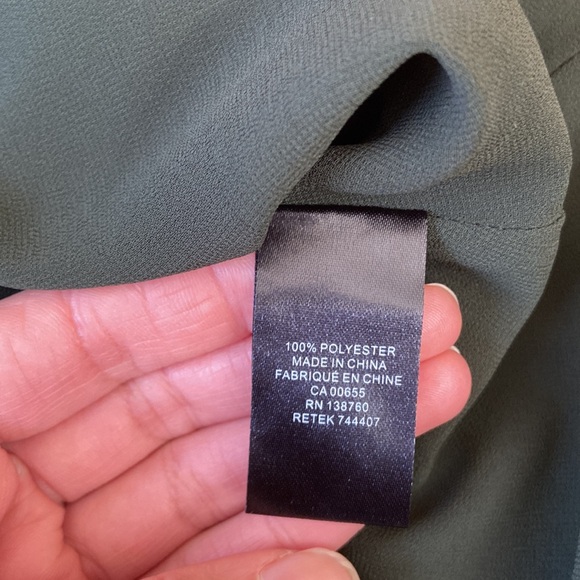 100% POLYESTER
MADE IN CHINA
FABRIQUÉ EN CHINE
CA 00655
RN 138760
RETEK 744407